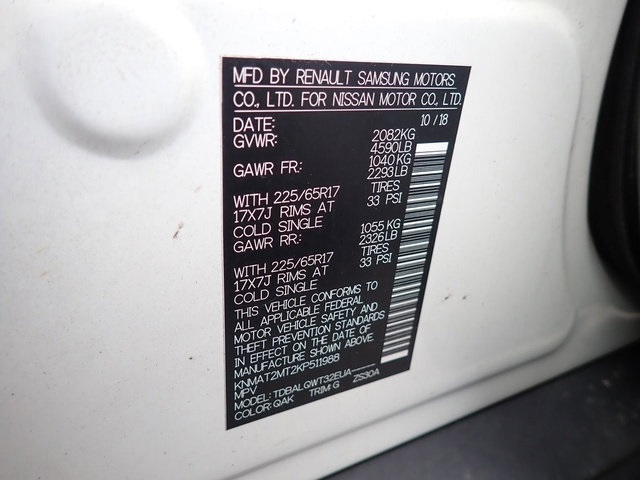 MFD BY RENAULT SAMSUNG MOTORS
CO., LTD. FOR NISSAN MOTOR CO., LTD.
DATE: 10/18
GVWR: 2082KG
4590LB
GAWR FR: 1040KG
2293LB
WITH 225/65R17 TIRES
17X7J RIMS AT 33 PSI
COLD SINGLE
GAWR RR: 1055KG
2326LB
WITH 225/65R17 TIRES
17X7J RIMS AT 33 PSI
COLD SINGLE
THIS VEHICLE CONFORMS TO
ALL APPLICABLE FEDERAL
MOTOR VEHICLE SAFETY AND
THEFT PREVENTION STANDARDS
IN EFFECT ON THE DATE OF
MANUFACTURE SHOWN ABOVE.
KNMAT2MT2KP511988
MPV
MODEL: TDBALGWT32EUA
COLOR: QAK TRIM: G ZS30A